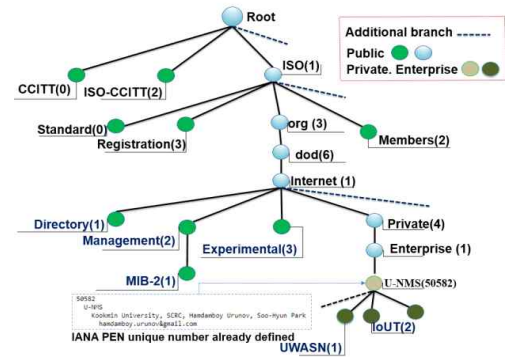 Root
Additional branch
Public
Private. Enterprise
CCITT(0)
ISO-CCITT(2)
ISO(1)
Standard(0)
Registration(3)
org (3)
Members(2)
dod(6)
Internet (1)
Directory(1)
Management(2)
Experimental(3)
Private(4)
Enterprise (1)
MIB-2(1)
U-NMS(50582)
50582
U-NMS
Kookmin University, SCRC, Hamdamboy Urunov, Soo-Hyun Park
hamdamboy.urunov&gmail.com
IANA PEN unique number already defined
IoUT(2)
UWASN(1)